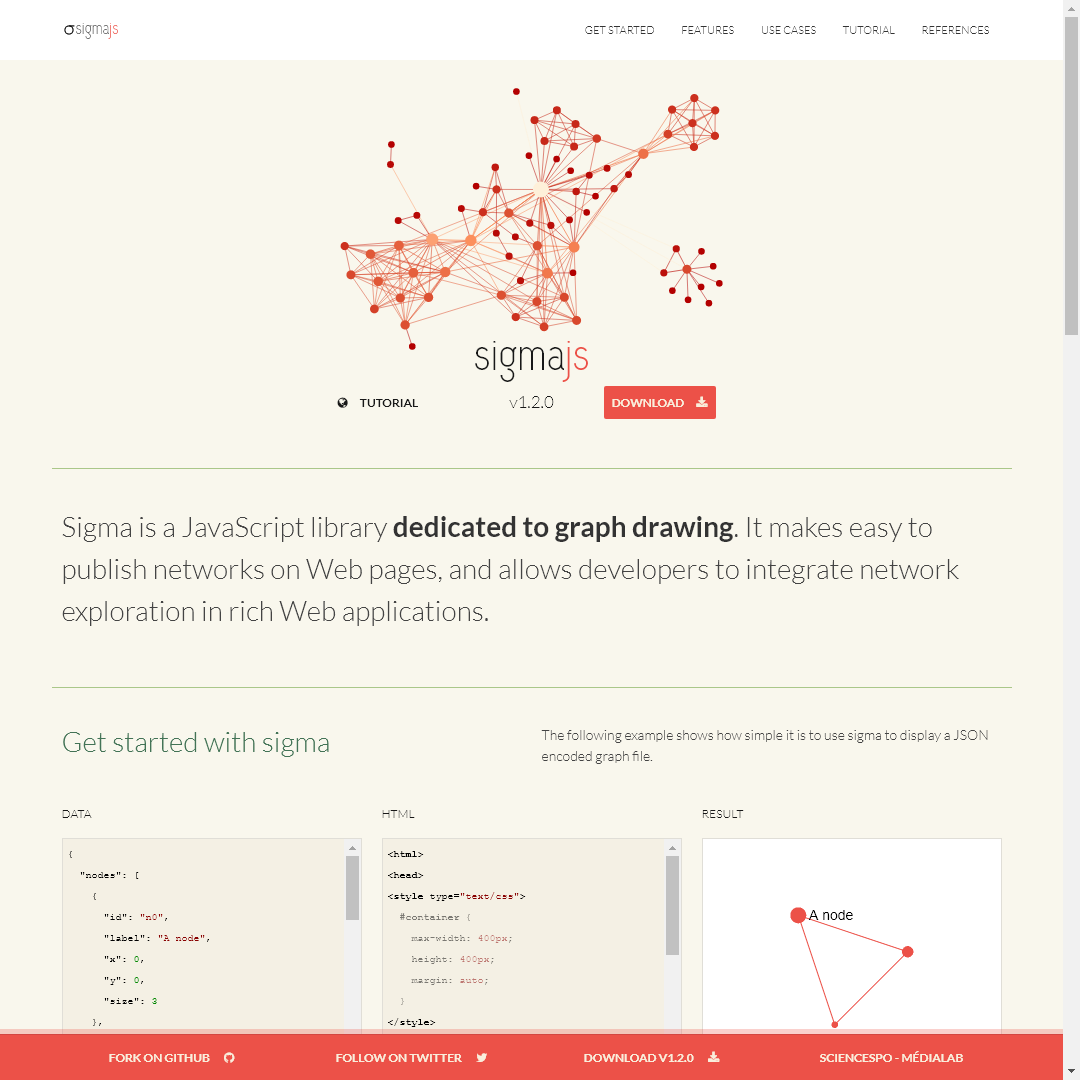 σsigmajs
GET STARTED FEATURES USE CASES TUTORIAL REFERENCES
sigmajs
TUTORIAL v1.2.0 DOWNLOAD
Sigma is a JavaScript library dedicated to graph drawing. It makes easy to
publish networks on Web pages, and allows developers to integrate network
exploration in rich Web applications.
Get started with sigma
The following example shows how simple it is to use sigma to display a JSON
encoded graph file.
DATA
{
"nodes": [
{
"id": "n0",
"label": "A node",
"x": 0,
"y": 0,
"size": 3
},
HTML
<html>
<head>
<style type="text/css">
#container {
max-width: 400px;
height: 400px;
margin: auto;
}
</style>
RESULT
A node
FORK ON GITHUB FOLLOW ON TWITTER DOWNLOAD V1.2.0 SCIENCESPO - MÉDIALAB